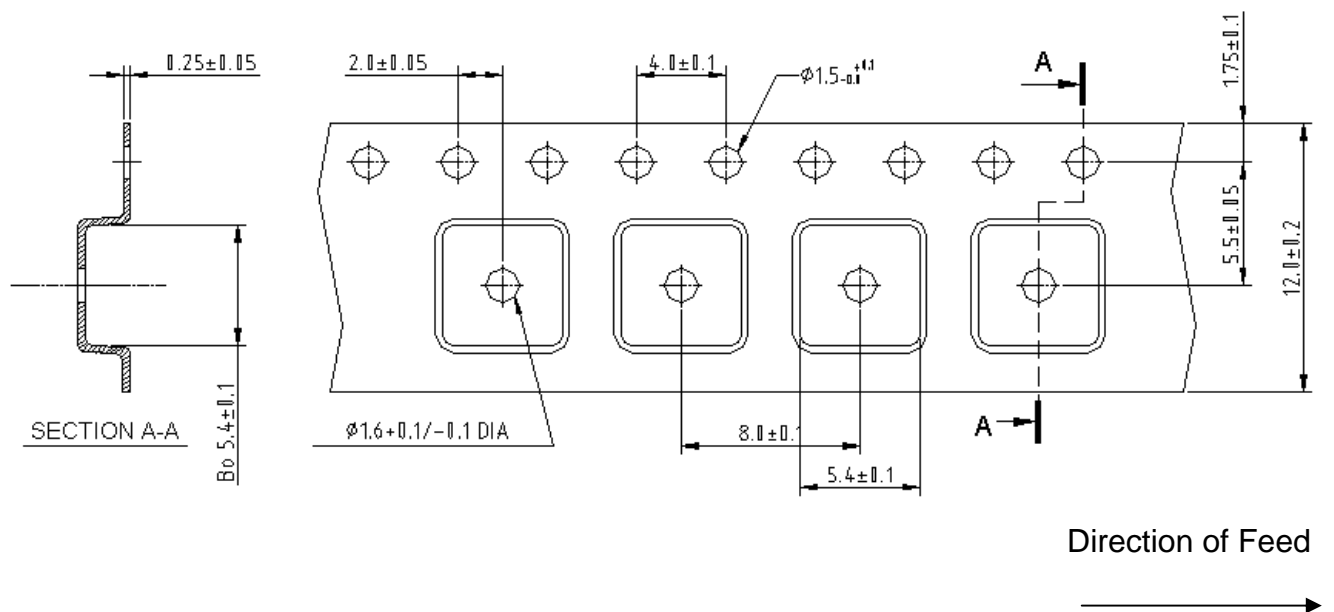 0.25±0.05
2.0±0.05
4.0±0.1
A
1.75±0.1
5.5±0.05
12.0±0.2
SECTION A-A
Bo 5.4±0.1
Ø1.6+0.1/-0.1 DIA
8.0±0.1
5.4±0.1
A
Direction of Feed